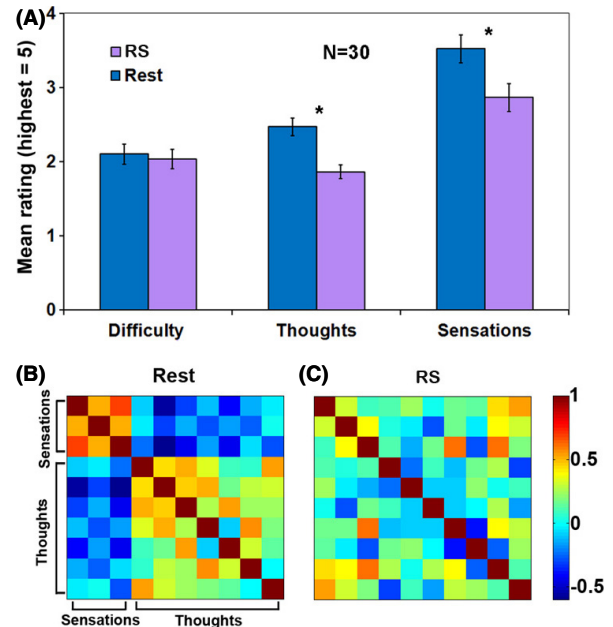 (A)
Mean rating (highest = 5)
4
3
2
1
0
RS
Rest
N=30
*
*
Difficulty
Thoughts
Sensations
(B)
Rest
Sensations
Thoughts
Sensations
Thoughts
(C)
RS
1
0.5
0
-0.5